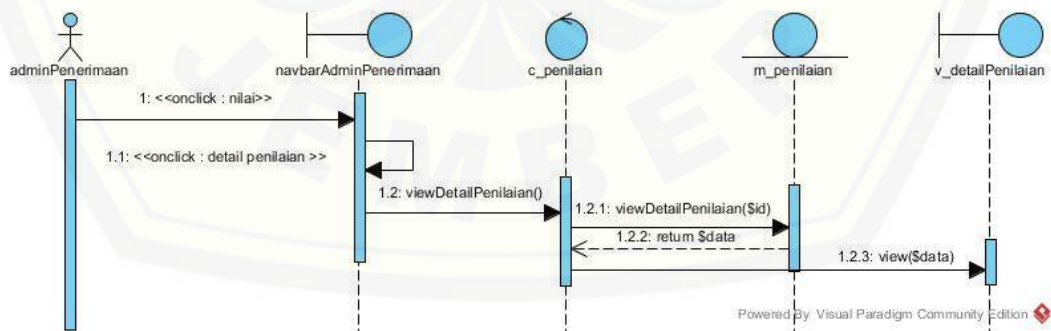 adminPenerimaan
navbarAdminPenerimaan
c_penilaian
m_penilaian
v_detailPenilaian
1: <<onclick : nilai>>
1.1: <<onclick : detail penilaian >>
1.2: viewDetailPenilaian()
1.2.1: viewDetailPenilaian($id)
1.2.2: return $data
1.2.3: view($data)
Powered By Visual Paradigm Community Edition
JEMBER